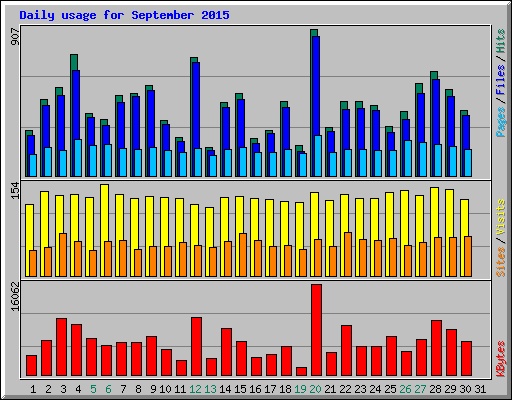 Daily usage for September 2015
907
Pages / Files / Hits
154
Sites / Visits
16062
KBytes
1 2 3 4 5 6 7 8 9 10 11 12 13 14 15 16 17 18 19 20 21 22 23 24 25 26 27 28 29 30 31